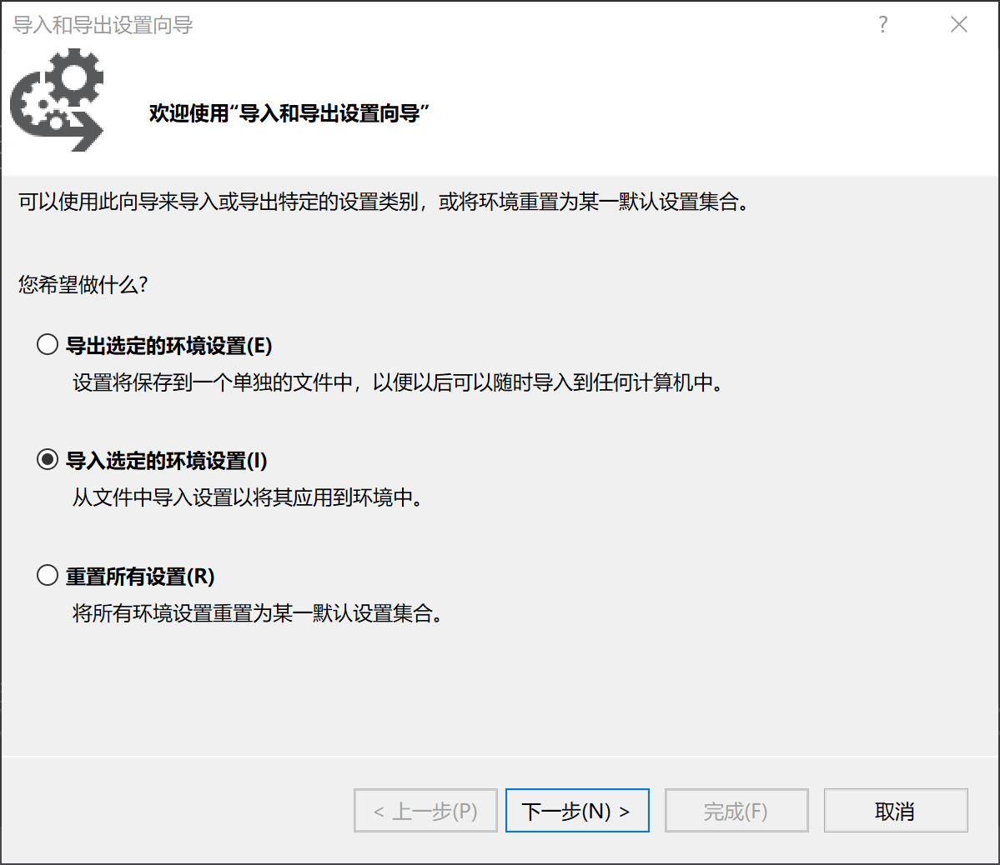 导入和导出设置向导
?
欢迎使用“导入和导出设置向导”
可以使用此向导来导入或导出特定的设置类别，或将环境重置为某一默认设置集合。
您希望做什么?
导出选定的环境设置(E)
设置将保存到一个单独的文件中，以便以后可以随时导入到任何计算机中。
导入选定的环境设置(I)
从文件中导入设置以将其应用到环境中。
重置所有设置(R)
将所有环境设置重置为某一默认设置集合。
< 上一步(P) 下一步(N) > 完成(F) 取消